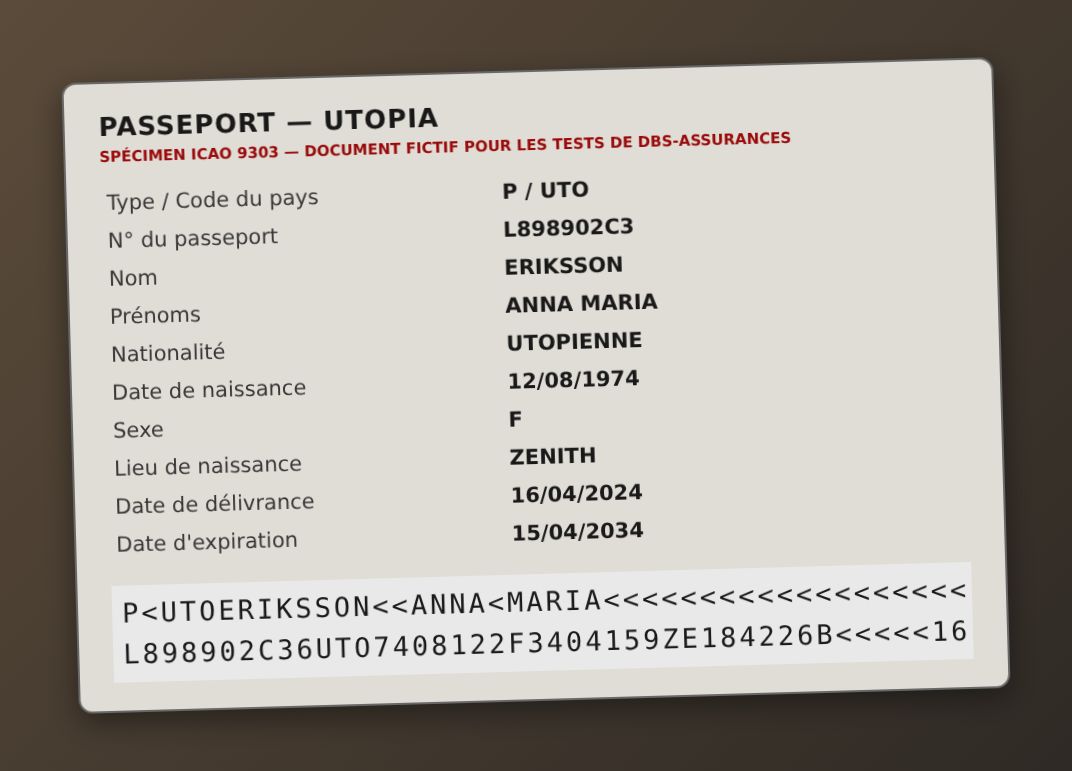 PASSEPORT — UTOPIA
SPÉCIMEN ICAO 9303 — DOCUMENT FICTIF POUR LES TESTS DE DBS-ASSURANCES
Type / Code du pays P / UTO
N° du passeport L898902C3
Nom ERIKSSON
Prénoms ANNA MARIA
Nationalité UTOPIENNE
Date de naissance 12/08/1974
Sexe F
Lieu de naissance ZENITH
Date de délivrance 16/04/2024
Date d'expiration 15/04/2034
P<UTOERIKSSON<<ANNA<MARIA<<<<<<<<<<<<<<<<<<<
L898902C36UTO7408122F3404159ZE184226B<<<<<16